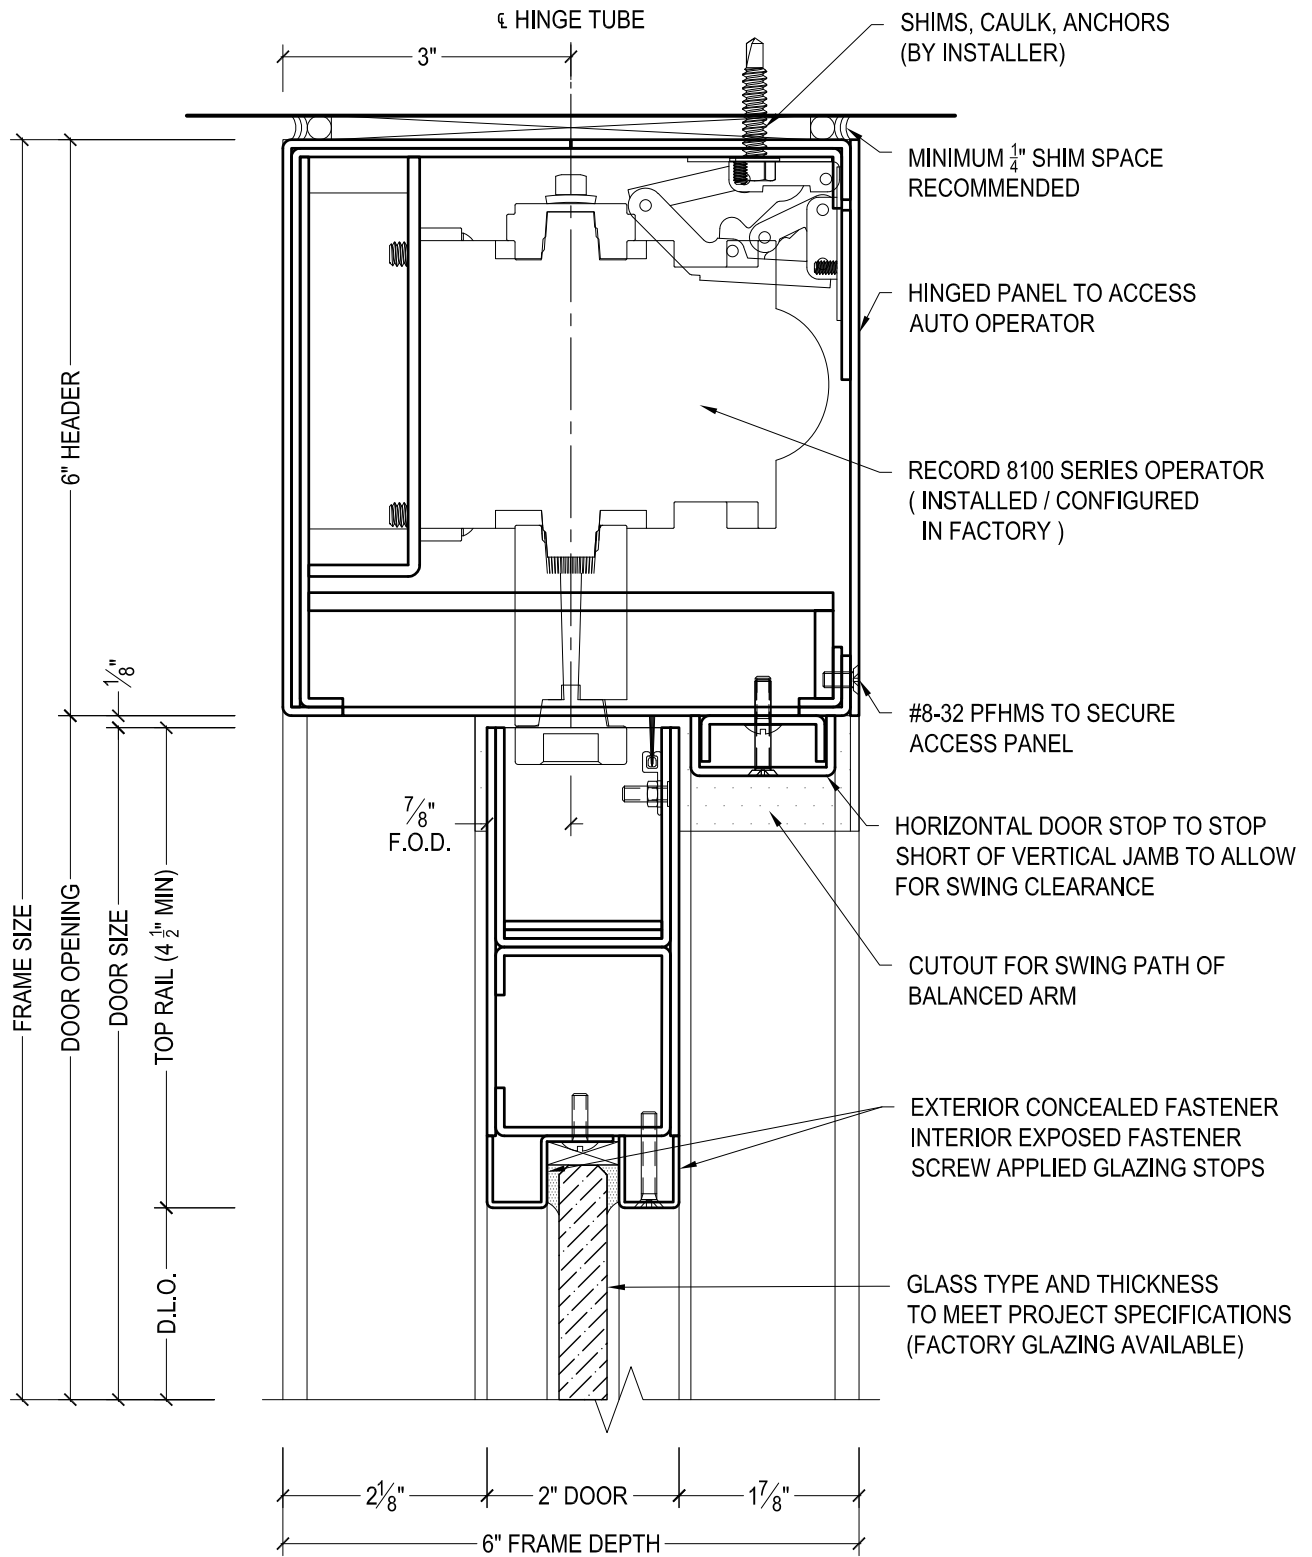 ℄ HINGE TUBE
3"
SHIMS, CAULK, ANCHORS
(BY INSTALLER)
MINIMUM 1/4" SHIM SPACE
RECOMMENDED
HINGED PANEL TO ACCESS
AUTO OPERATOR
RECORD 8100 SERIES OPERATOR
( INSTALLED / CONFIGURED
IN FACTORY )
#8-32 PFHMS TO SECURE
ACCESS PANEL
HORIZONTAL DOOR STOP TO STOP
SHORT OF VERTICAL JAMB TO ALLOW
FOR SWING CLEARANCE
CUTOUT FOR SWING PATH OF
BALANCED ARM
EXTERIOR CONCEALED FASTENER
INTERIOR EXPOSED FASTENER
SCREW APPLIED GLAZING STOPS
GLASS TYPE AND THICKNESS
TO MEET PROJECT SPECIFICATIONS
(FACTORY GLAZING AVAILABLE)
6" HEADER
1/8"
7/8"
F.O.D.
FRAME SIZE
DOOR OPENING
DOOR SIZE
TOP RAIL (4 1/2" MIN)
D.L.O.
2 1/8"
2" DOOR
1 7/8"
6" FRAME DEPTH